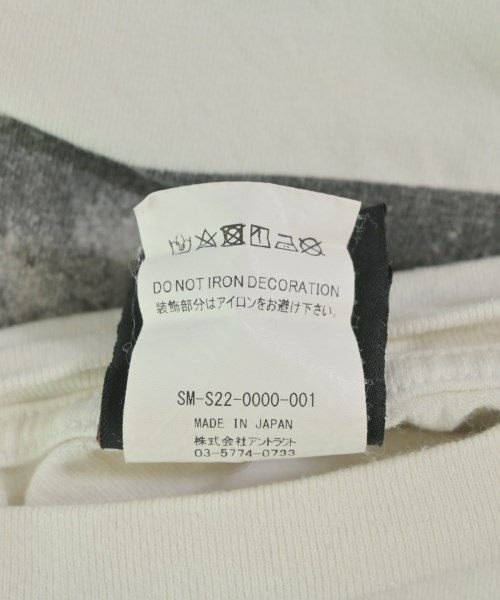 DO NOT IRON DECORATION
装飾部分はアイロンをお避け下さい。
SM-S22-0000-001
MADE IN JAPAN
株式会社アントラクト
03-5774-0733